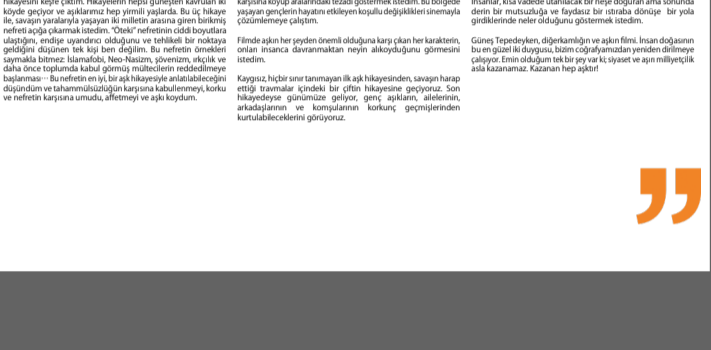 hikayesini keşfe çıktım. Hikayelerin hepsi güneşten kavrulan iki
köyde geçiyor ve aşıklarımız hep yirmili yaşlarda. Bu üç hikaye
ile, savaşın yaralarıyla yaşayan iki milletin arasına giren birikmiş
nefreti açığa çıkarmak istedim. “Öteki” nefretinin ciddi boyutlara
ulaştığını, endişe uyandırıcı olduğunu ve tehlikeli bir noktaya
geldiğini düşünen tek kişi ben değilim. Bu nefretin örnekleri
saymakla bitmez: İslamafobi, Neo-Nasizm, şövenizm, ırkçılık ve
daha önce toplumda kabul görmüş mültecilerin reddedilmeye
başlanması… Bu nefretin en iyi, bir aşk hikayesiyle anlatılabileceğini
düşündüm ve tahammülsüzlüğün karşısına kabullenmeyi, korku
ve nefretin karşısına umudu, affetmeyi ve aşkı koydum.
karşısına koyup aralarındaki tezadı göstermek istedim. Bu bölgede
yaşayan gençlerin hayatını etkileyen koşullu değişiklikleri sinemayla
çözümlemeye çalıştım.
Filmde aşkın her şeyden önemli olduğuna karşı çıkan her karakterin,
onları insanca davranmaktan neyin alıkoyduğunu görmesini
istedim.
Kaygısız, hiçbir sınır tanımayan ilk aşk hikayesinden, savaşın harap
ettiği travmalar içindeki bir çiftin hikayesine geçiyoruz. Son
hikayedeyse günümüze geliyor, genç aşıkların, ailelerinin,
arkadaşlarının ve komşularının korkunç geçmişlerinden
kurtulabileceklerini görüyoruz.
insanlar, kısa vadede utanılacak bir neşe doğuran ama sonunda
derin bir mutsuzluğa ve faydasız bir ıstıraba dönüşe bir yola
girdiklerinde neler olduğunu göstermek istedim.
Güneş Tepedeyken, diğerkamlığın ve aşkın filmi. İnsan doğasının
bu en güzel iki duygusu, bizim coğrafyamızdan yeniden dirilmeye
çalışıyor. Emin olduğum tek bir şey var ki; siyaset ve aşırı milliyetçilik
asla kazanamaz. Kazanan hep aşktır!
”